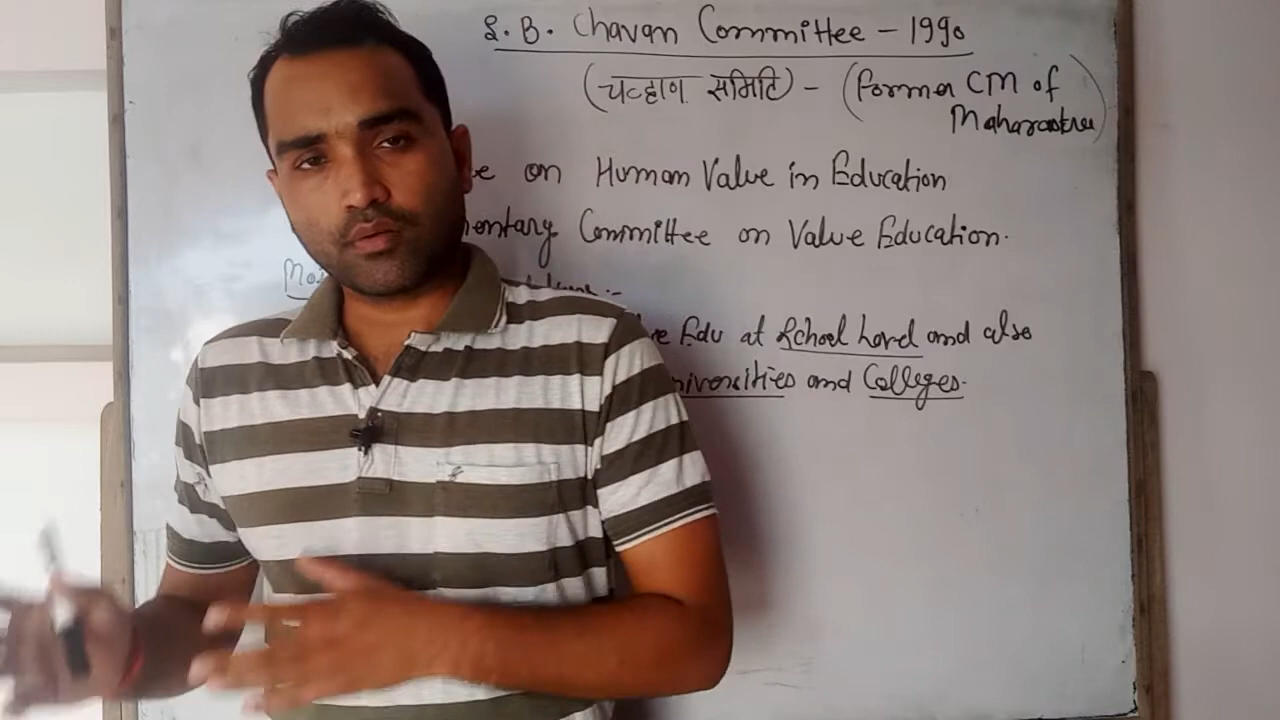 S. B. Chavan Committee - 1990
(चव्हाण समिति) - (Former CM of
Maharastra)
on Human Value in Education
Committee on Value Education.
Edu at School Level and also
and Colleges.